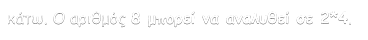 κάτω. Ο αριθμός 8 μπορεί να αναλυθεί σε 2*4,